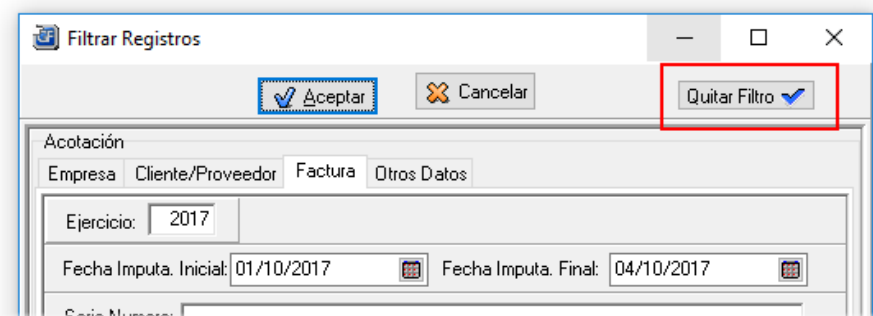 Filtrar Registros
Aceptar Cancelar Quitar Filtro
Acotación
Empresa Cliente/Proveedor Factura Otros Datos
Ejercicio: 2017
Fecha Imputa. Inicial: 01/10/2017 Fecha Imputa. Final: 04/10/2017